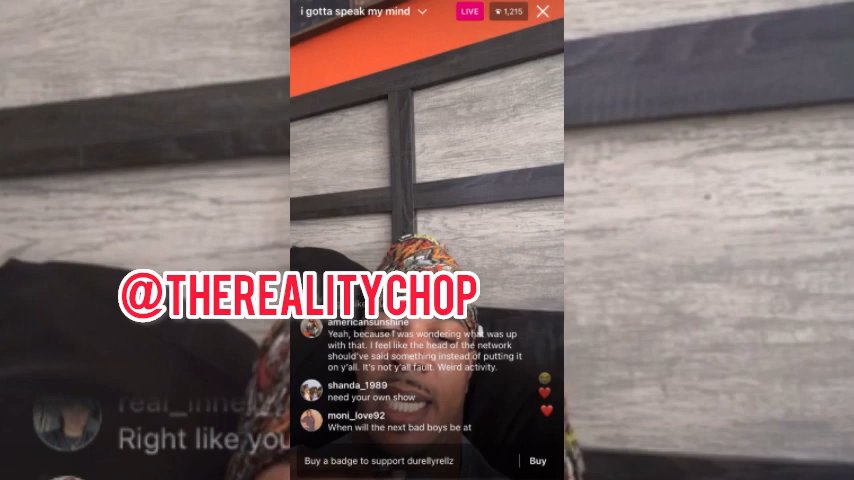 i gotta speak my mind
LIVE
1,215
@THEREALITYCHOP
americansunshine
Yeah, because I was wondering what was up
with that. I feel like the head of the network
should've said something instead of putting it
on y'all. It's not y'all fault. Weird activity.
shanda_1989
need your own show
moni_love92
When will the next bad boys be at
Buy a badge to support durellyrellz
Buy
Right like you